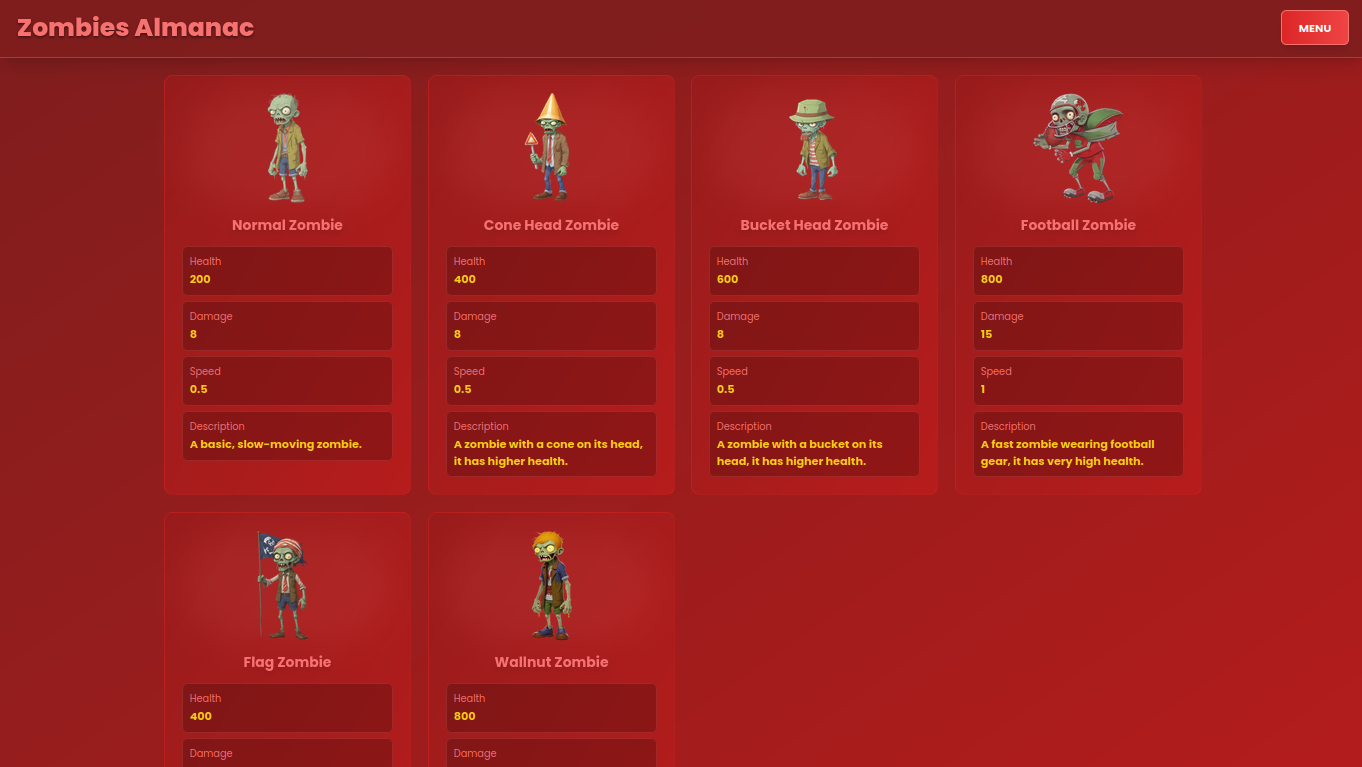 Zombies Almanac
MENU
Normal Zombie
Health
200
Damage
8
Speed
0.5
Description
A basic, slow-moving zombie.
Cone Head Zombie
Health
400
Damage
8
Speed
0.5
Description
A zombie with a cone on its head,
it has higher health.
Bucket Head Zombie
Health
600
Damage
8
Speed
0.5
Description
A zombie with a bucket on its
head, it has higher health.
Football Zombie
Health
800
Damage
15
Speed
1
Description
A fast zombie wearing football
gear, it has very high health.
Flag Zombie
Health
400
Damage
Wallnut Zombie
Health
800
Damage